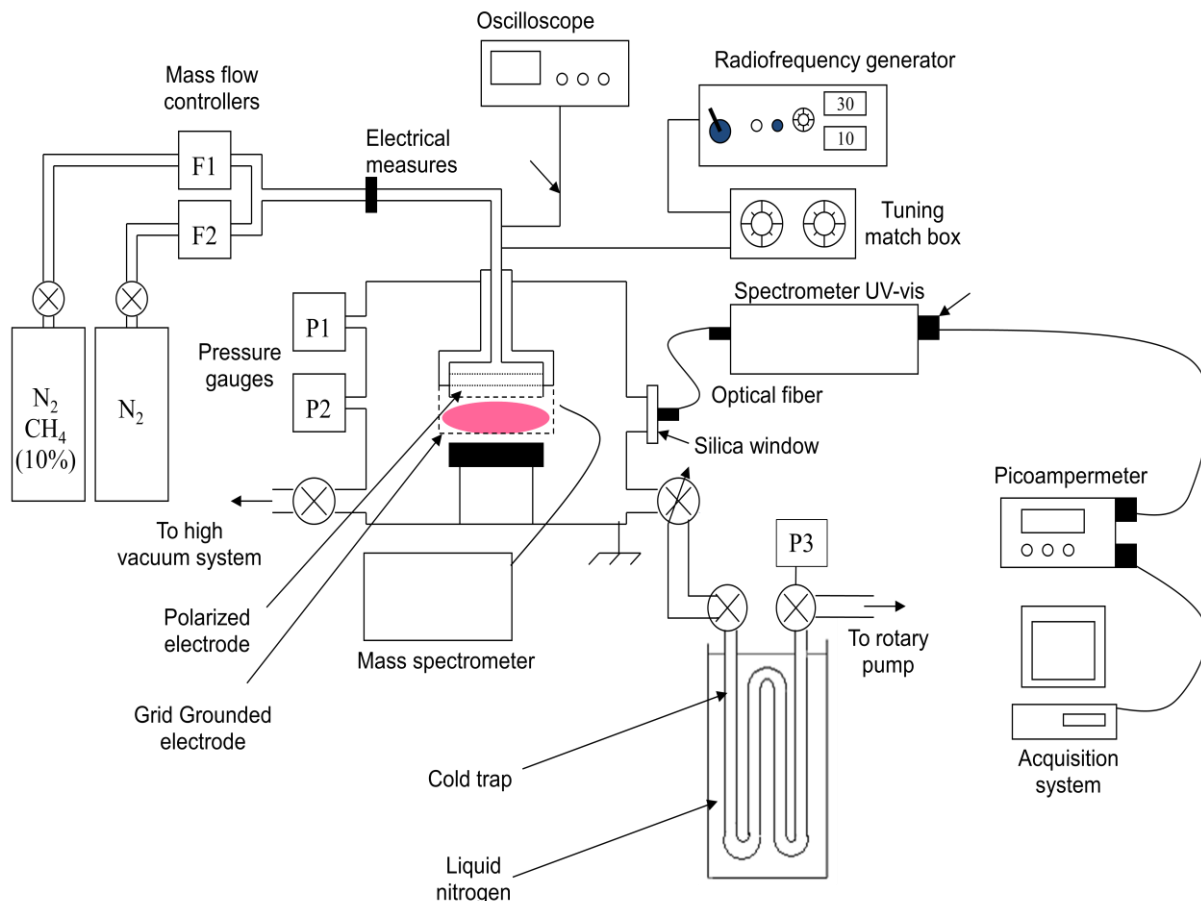 Oscilloscope
Radiofrequency generator
30
10
Mass flow
controllers
F1
F2
Electrical
measures
Tuning
match box
Spectrometer UV-vis
P1
Pressure
gauges
P2
N2
CH4
(10%)
N2
Optical fiber
Silica window
Picoampermeter
To high
vacuum system
P3
Polarized
electrode
Mass spectrometer
To rotary
pump
Grid Grounded
electrode
Cold trap
Acquisition
system
Liquid
nitrogen